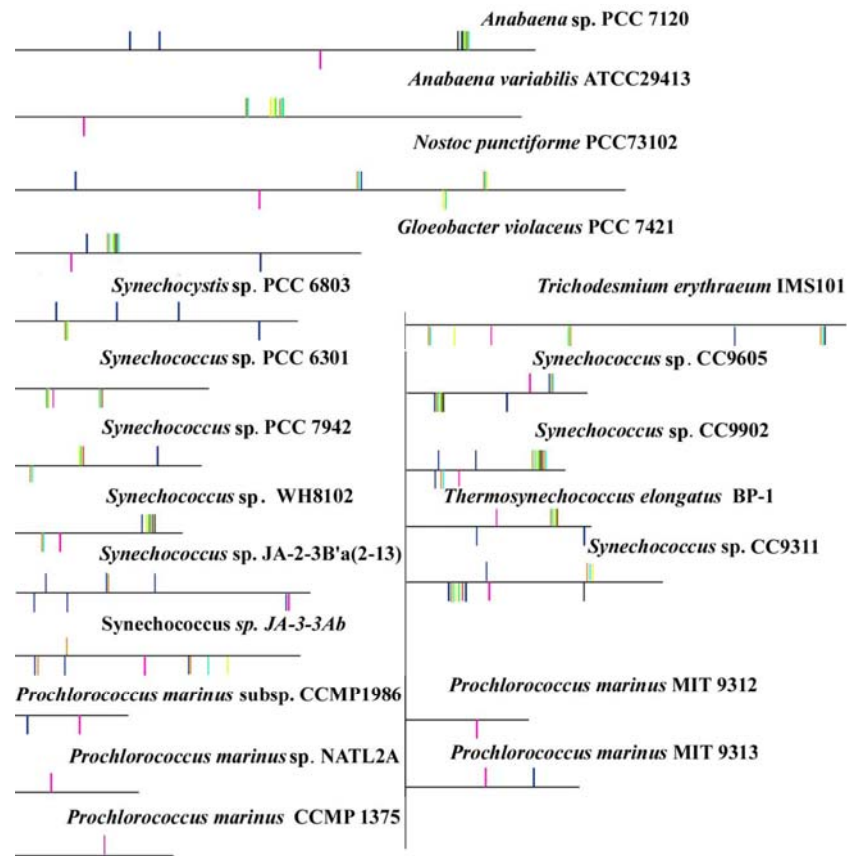 Anabaena sp. PCC 7120
Anabaena variabilis ATCC29413
Nostoc punctiforme PCC73102
Gloeobacter violaceus PCC 7421
Synechocystis sp. PCC 6803
Trichodesmium erythraeum IMS101
Synechococcus sp. PCC 6301
Synechococcus sp. CC9605
Synechococcus sp. PCC 7942
Synechococcus sp. CC9902
Synechococcus sp. WH8102
Thermosynechococcus elongatus BP-1
Synechococcus sp. JA-2-3B'a(2-13)
Synechococcus sp. CC9311
Synechococcus sp. JA-3-3Ab
Prochlorococcus marinus subsp. CCMP1986
Prochlorococcus marinus MIT 9312
Prochlorococcus marinus sp. NATL2A
Prochlorococcus marinus MIT 9313
Prochlorococcus marinus CCMP 1375